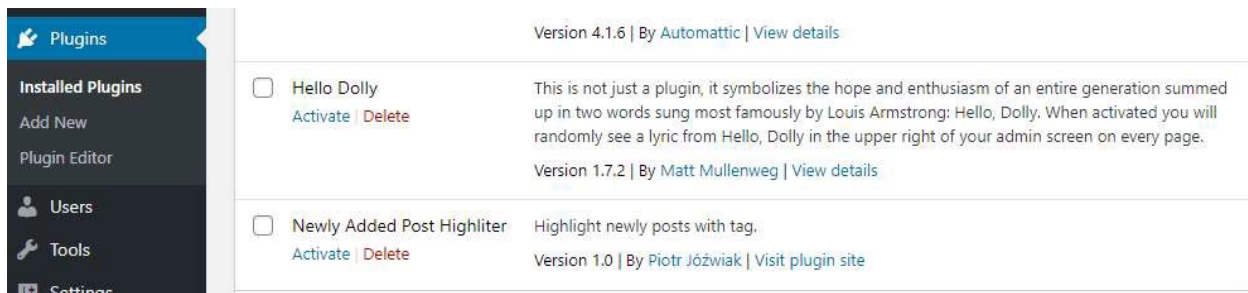 Plugins
Installed Plugins
Add New
Plugin Editor
Users
Tools
Settings
Version 4.1.6 | By Automattic | View details
Hello Dolly
Activate | Delete
This is not just a plugin, it symbolizes the hope and enthusiasm of an entire generation summed
up in two words sung most famously by Louis Armstrong: Hello, Dolly. When activated you will
randomly see a lyric from Hello, Dolly in the upper right of your admin screen on every page.
Version 1.7.2 | By Matt Mullenweg | View details
Newly Added Post Highliter
Activate | Delete
Highlight newly posts with tag.
Version 1.0 | By Piotr Jóźwiak | Visit plugin site